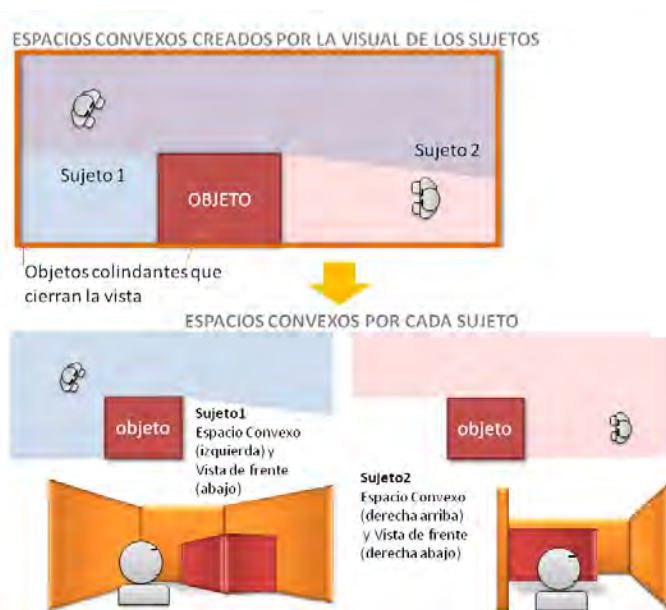 ESPACIOS CONVEXOS CREADOS POR LA VISUAL DE LOS SUJETOS
Sujeto 1
Sujeto 2
OBJETO
Objetos colindantes que
cierran la vista
ESPACIOS CONVEXOS POR CADA SUJETO
objeto
Sujeto1
Espacio Convexo
(izquierda) y
Vista de frente
(abajo)
objeto
Sujeto2
Espacio Convexo
(derecha arriba)
y Vista de frente
(derecha abajo)